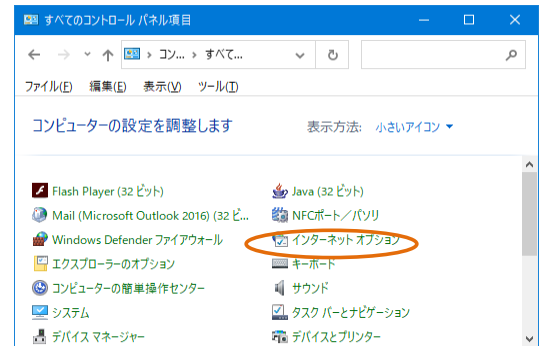 すべてのコントロール パネル項目
コン... › すべて...
ファイル(F) 編集(E) 表示(V) ツール(T)
コンピューターの設定を調整します 表示方法: 小さいアイコン
Flash Player (32 ビット) Java (32 ビット)
Mail (Microsoft Outlook 2016) (32 ビ... NFCポート／パソリ
Windows Defender ファイアウォール インターネット オプション
エクスプローラーのオプション キーボード
コンピューターの簡単操作センター サウンド
システム タスク バーとナビゲーション
デバイス マネージャー デバイスとプリンター